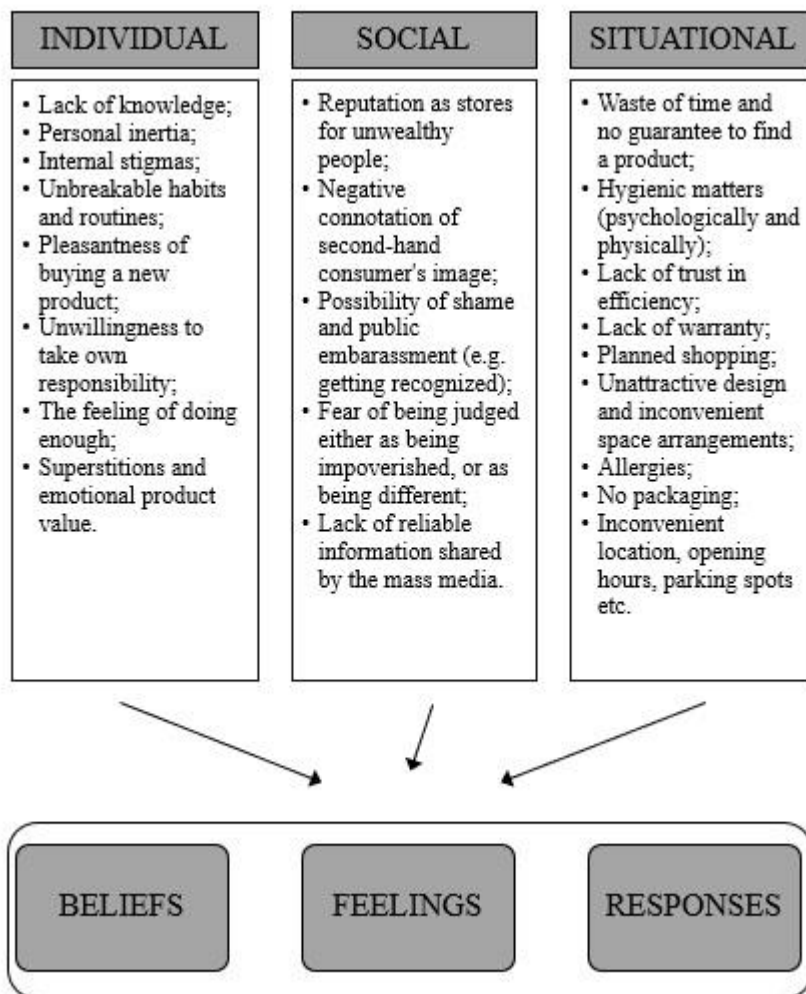 INDIVIDUAL
• Lack of knowledge;
• Personal inertia;
• Internal stigmas;
• Unbreakable habits
and routines;
• Pleasantness of
buying a new
product;
• Unwillingness to
take own
responsibility;
• The feeling of doing
enough;
• Superstitions and
emotional product
value.
SOCIAL
• Reputation as stores
for unwealthy
people;
• Negative
connotation of
second-hand
consumer's image;
• Possibility of shame
and public
embarassment (e.g.
getting recognized);
• Fear of being judged
either as being
impoverished, or as
being different;
• Lack of reliable
information shared
by the mass media.
SITUATIONAL
• Waste of time and
no guarantee to find
a product;
• Hygienic matters
(psychologically and
physically);
• Lack of trust in
efficiency;
• Lack of warranty;
• Planned shopping;
• Unattractive design
and inconvenient
space arrangements;
• Allergies;
• No packaging;
• Inconvenient
location, opening
hours, parking spots
etc.
BELIEFS
FEELINGS
RESPONSES